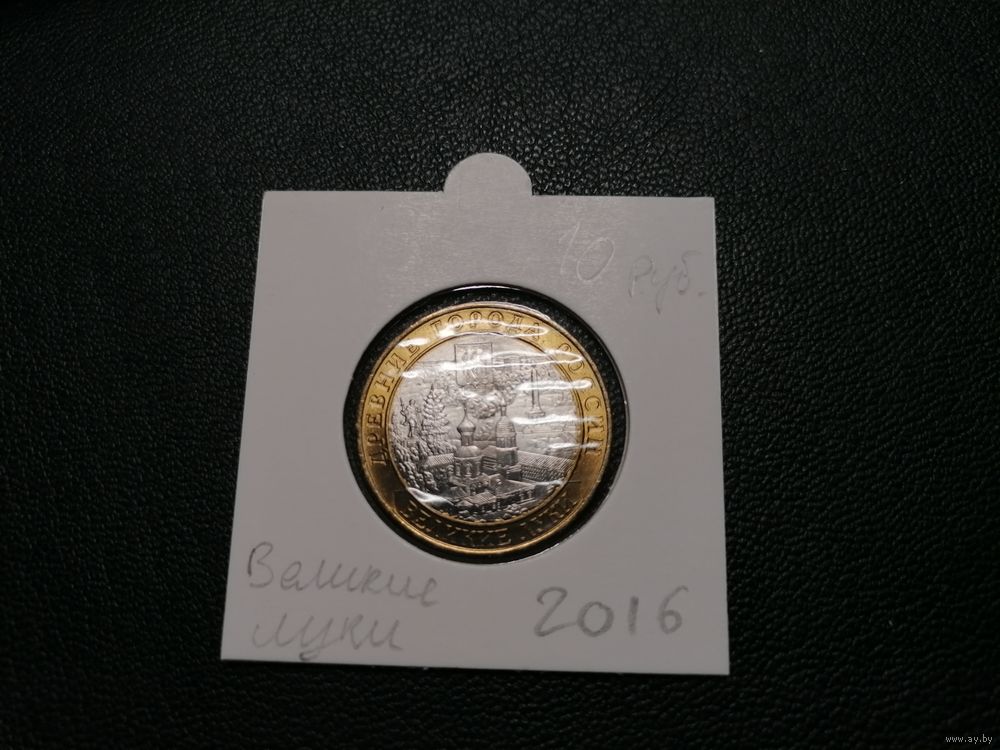 10 руб.
ДРЕВНИЕ ГОРОДА РОССИИ
ВЕЛИКИЕ ЛУКИ
Великие
луки
2016
www.ay.by